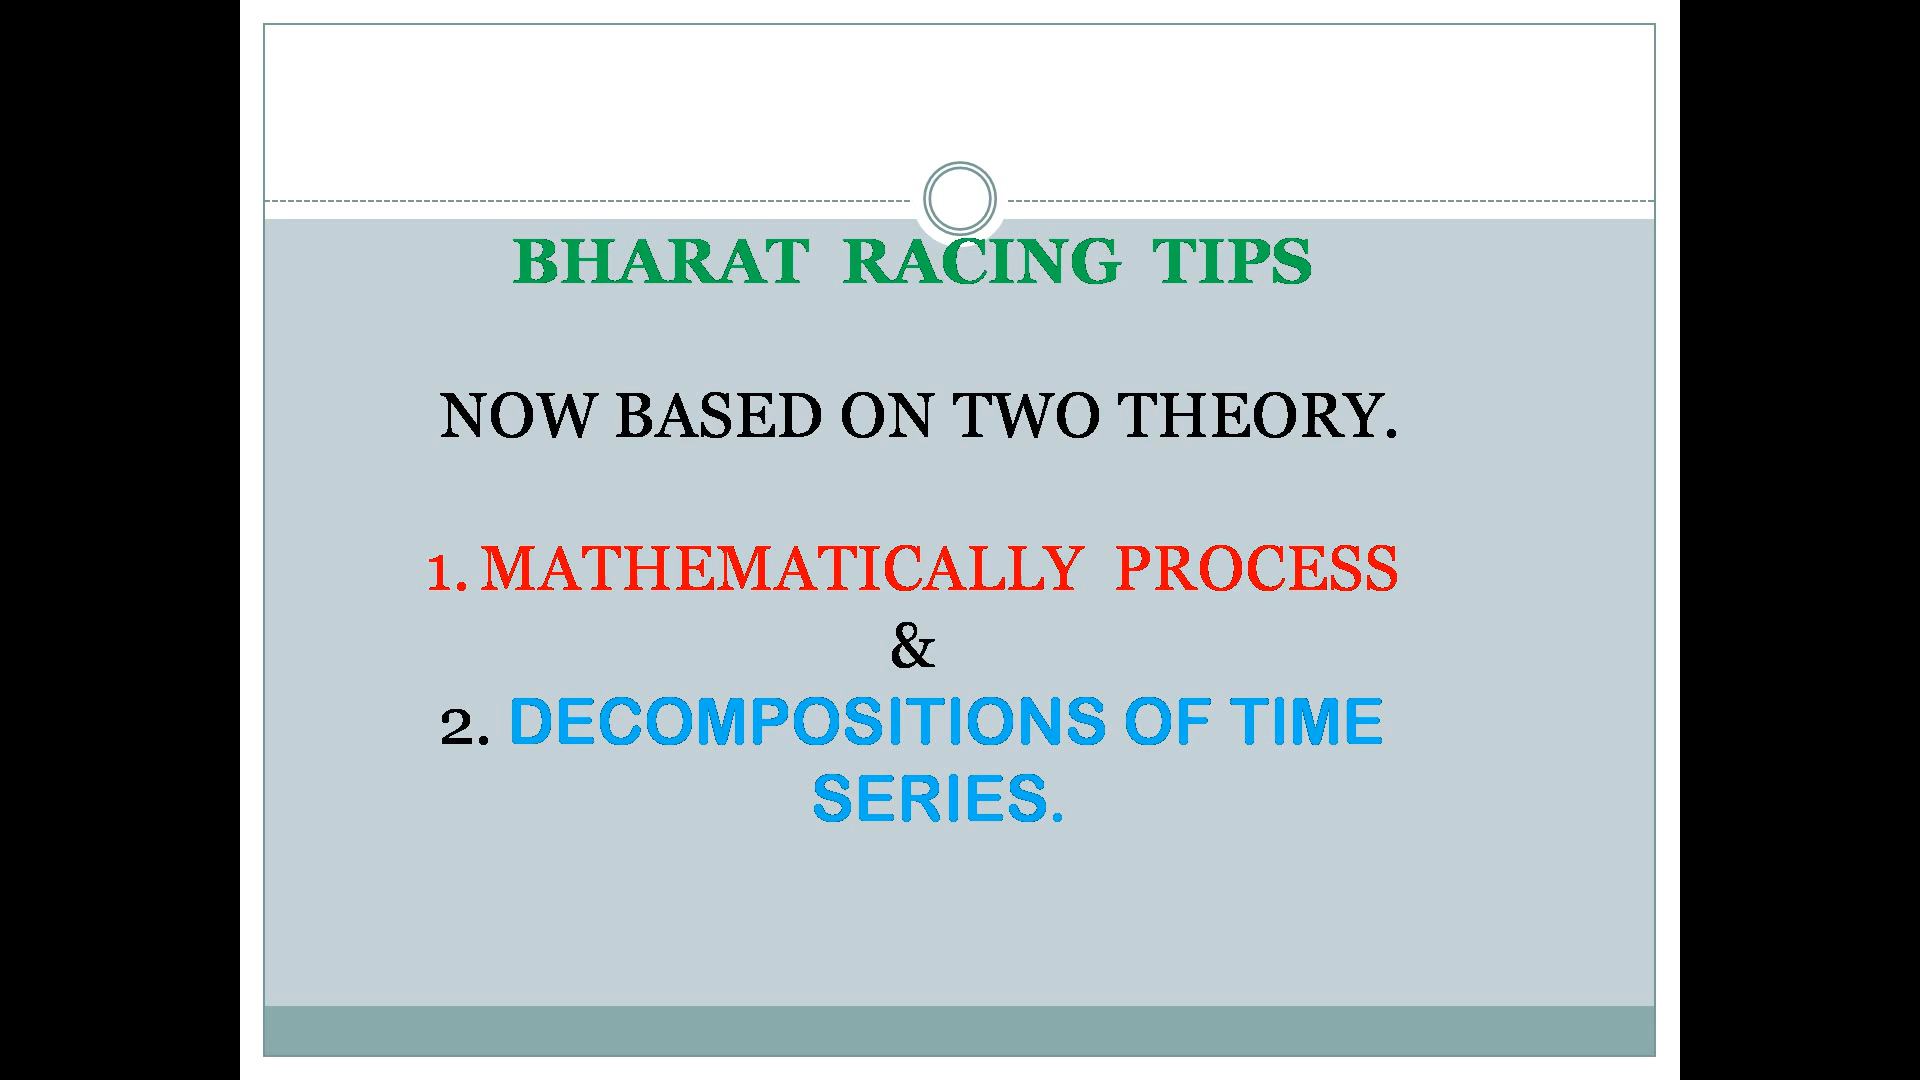 BHARAT RACING TIPS
NOW BASED ON TWO THEORY.
1. MATHEMATICALLY PROCESS
&
2. DECOMPOSITIONS OF TIME
SERIES.